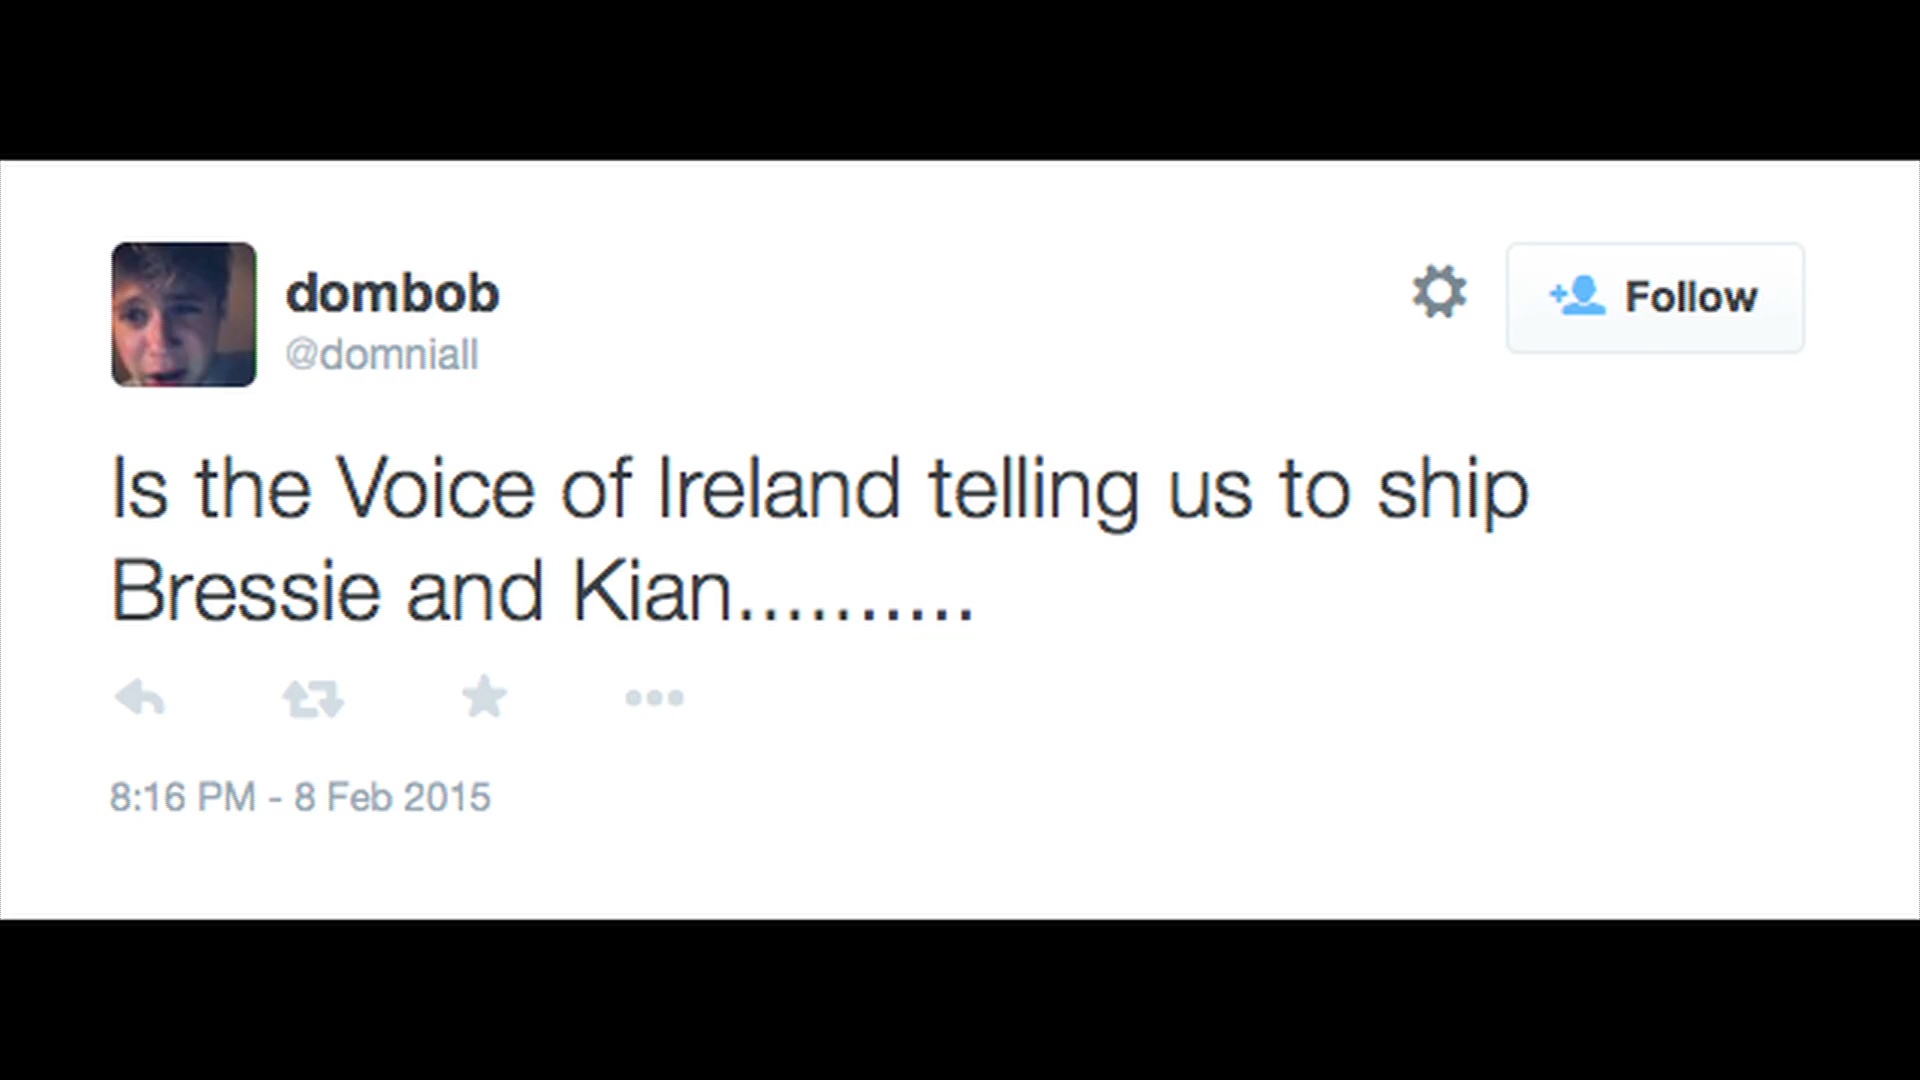 dombob
@domniall
Follow
Is the Voice of Ireland telling us to ship
Bressie and Kian..........
8:16 PM - 8 Feb 2015